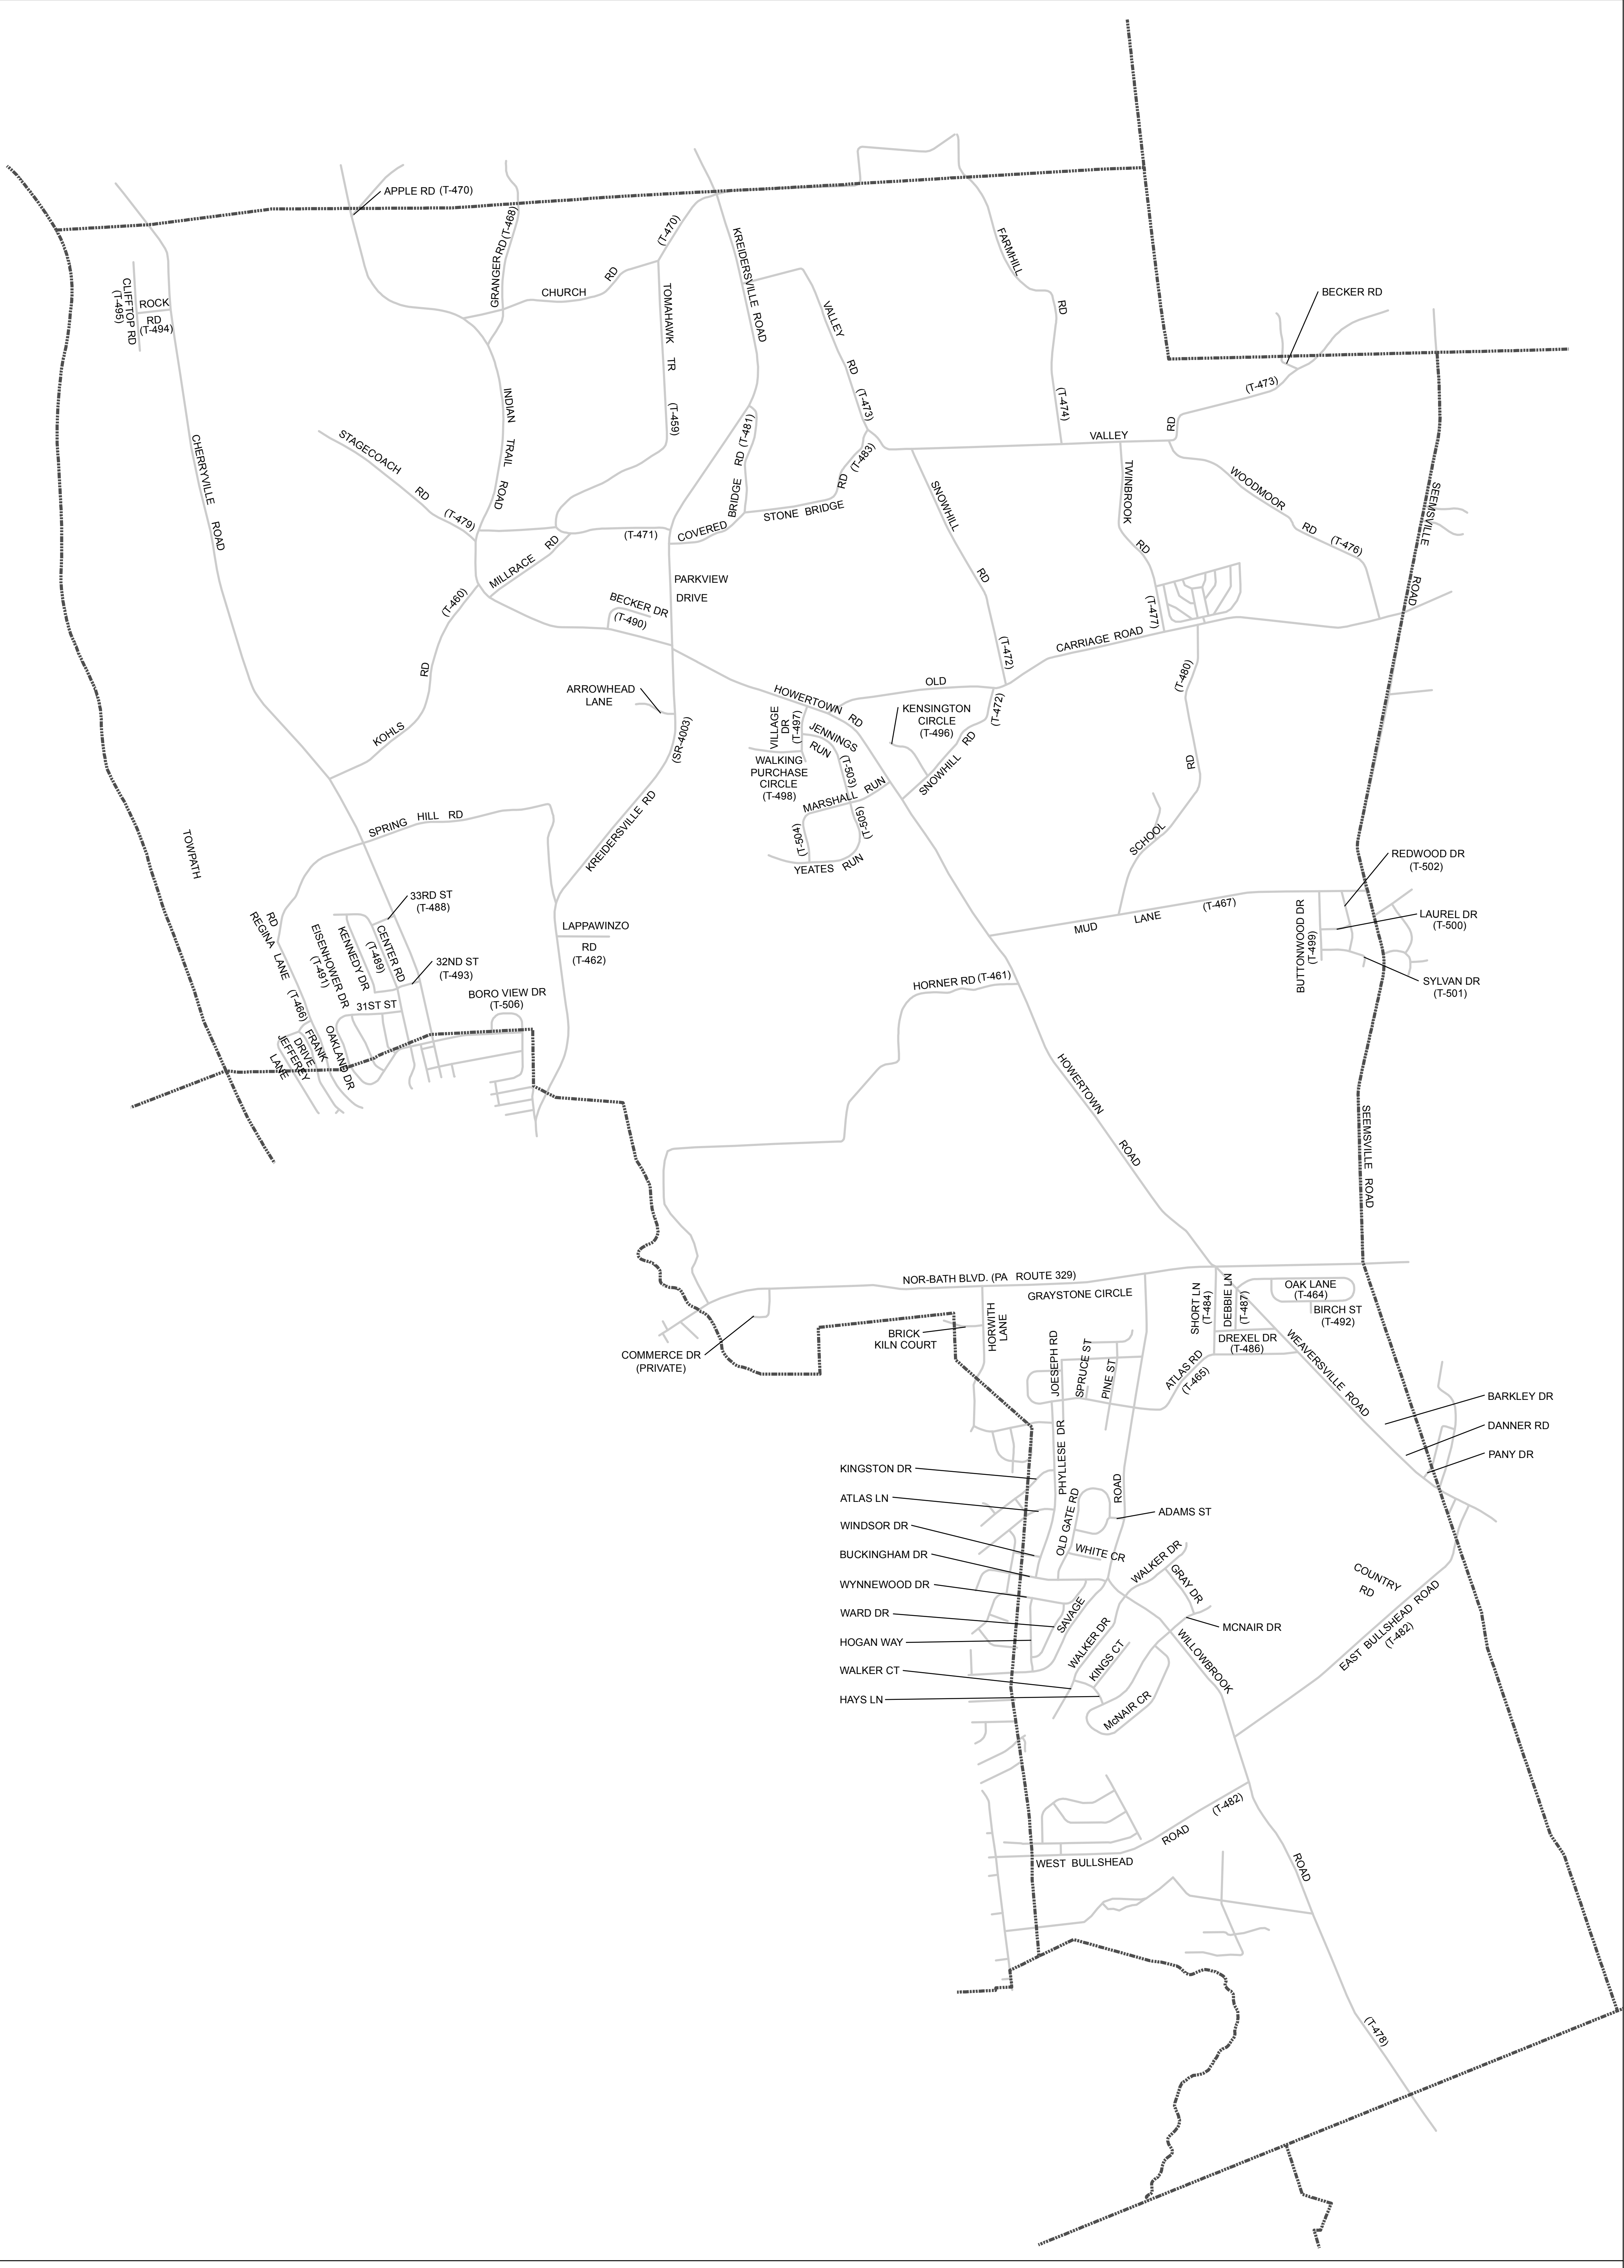 APPLE RD (T-470)
GRANGER RD (T-468)
(T-470)
KREIDERSVILLE ROAD
FARMHILL
RD
(T-474)
CLIFFTOP RD
(T-495)
ROCK
RD
(T-494)
CHURCH RD
TOMAHAWK TR
(T-459)
VALLEY RD (T-473)
BECKER RD
(T-473)
VALLEY RD
CHERRYVILLE ROAD
STAGECOACH RD
(T-479)
INDIAN TRAIL ROAD
BRIDGE RD (T-481)
COVERED
STONE BRIDGE
RD (T-483)
(T-471)
SNOWHILL RD
(T-472)
TWINBROOK RD
(T-477)
WOODMOOR RD (T-476)
SEEMSVILLE ROAD
MILLRACE RD
(T-460)
KOHLS RD
PARKVIEW
DRIVE
BECKER DR
(T-490)
CARRIAGE ROAD
OLD
(T-480)
ARROWHEAD
LANE
(SR-4003)
HOWERTOWN RD
VILLAGE
DR
(T-497)
JENNINGS
RUN
(T-503)
KENSINGTON
CIRCLE
(T-496)
(T-472)
SNOWHILL RD
WALKING
PURCHASE
CIRCLE
(T-498)
MARSHALL RUN
(T-504)
(T-505)
YEATES RUN
SCHOOL
RD
KREIDERSVILLE RD
SPRING HILL RD
TOWPATH
REDWOOD DR
(T-502)
LAUREL DR
(T-500)
SYLVAN DR
(T-501)
BUTTONWOOD DR
(T-499)
MUD LANE (T-467)
33RD ST
(T-488)
32ND ST
(T-493)
CENTER RD
(T-489)
KENNEDY DR
EISENHOWER DR
(T-491)
RD
REGINA LANE (T-466)
31ST ST
BORO VIEW DR
(T-506)
LAPPAWINZO
RD
(T-462)
HORNER RD (T-461)
OAKLAND DR
FRANK
DRIVE
JEFFEREY
LANE
HOWERTOWN
ROAD
SEEMSVILLE ROAD
NOR-BATH BLVD. (PA ROUTE 329)
GRAYSTONE CIRCLE
SHORT LN
(T-484)
DEBBIE LN
(T-487)
OAK LANE
(T-464)
BIRCH ST
(T-492)
DREXEL DR
(T-486)
HORWITH
LANE
BRICK
KILN COURT
COMMERCE DR
(PRIVATE)
JOESEPH RD
SPRUCE ST
PINE ST
ATLAS RD
(T-465)
WEAVERSVILLE ROAD
BARKLEY DR
DANNER RD
PANY DR
PHYLLESE DR
KINGSTON DR
ATLAS LN
WINDSOR DR
BUCKINGHAM DR
WYNNEWOOD DR
WARD DR
HOGAN WAY
WALKER CT
HAYS LN
OLD GATE RD
ROAD
ADAMS ST
WHITE CR
WALKER DR
GRAY DR
MCNAIR DR
SAVAGE
WALKER DR
KINGS CT
McNAIR CR
WILLOWBROOK
COUNTRY
RD
EAST BULLSHEAD ROAD
(T-482)
(T-482)
WEST BULLSHEAD ROAD
ROAD
(T-478)